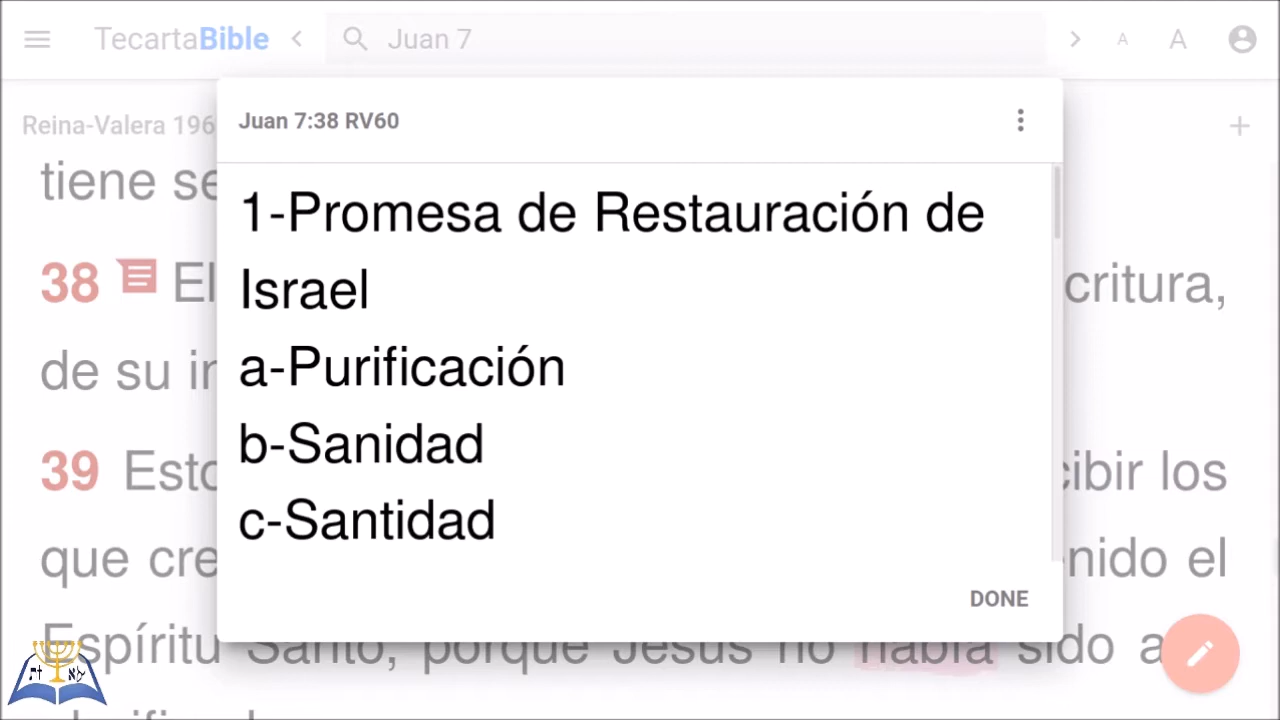 TecartaBible
Juan 7
A
A
Reina-Valera 196
Juan 7:38 RV60
tiene se
1-Promesa de Restauración de
Israel
a-Purificación
b-Sanidad
c-Santidad
38 El
critura,
de su in
39 Esto
cibir los
que cre
nido el
Espíritu Santo, porque Jesús no había sido a
DONE